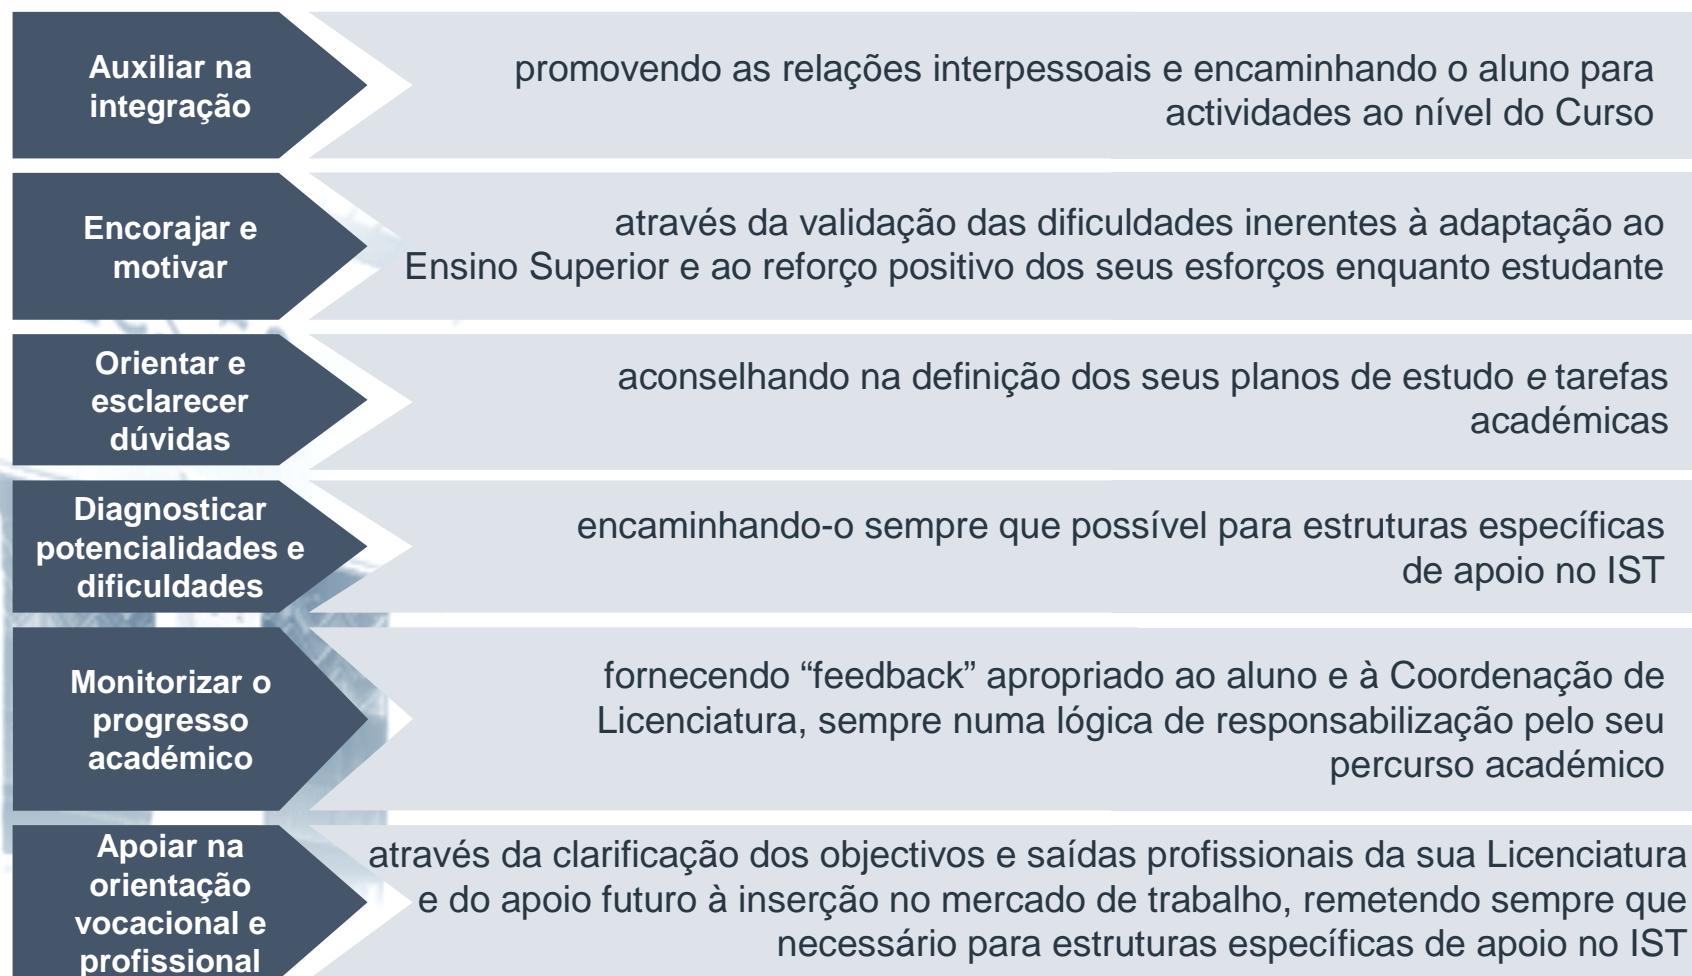 Auxiliar na
integração
promovendo as relações interpessoais e encaminhando o aluno para
actividades ao nível do Curso
Encorajar e
motivar
através da validação das dificuldades inerentes à adaptação ao
Ensino Superior e ao reforço positivo dos seus esforços enquanto estudante
Orientar e
esclarecer
dúvidas
aconselhando na definição dos seus planos de estudo e tarefas
académicas
Diagnosticar
potencialidades e
dificuldades
encaminhando-o sempre que possível para estruturas específicas
de apoio no IST
Monitorizar o
progresso
académico
fornecendo “feedback” apropriado ao aluno e à Coordenação de
Licenciatura, sempre numa lógica de responsabilização pelo seu
percurso académico
Apoiar na
orientação
vocacional e
profissional
através da clarificação dos objectivos e saídas profissionais da sua Licenciatura
e do apoio futuro à inserção no mercado de trabalho, remetendo sempre que
necessário para estruturas específicas de apoio no IST